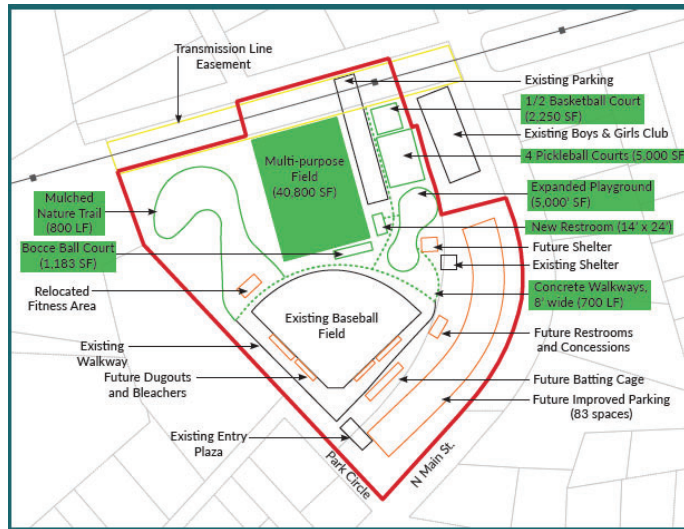 Transmission Line
Easement
Existing Parking
1/2 Basketball Court
(2,250 SF)
Existing Boys & Girls Club
4 Pickleball Courts (5,000 SF)
Multi-purpose
Field
(40,800 SF)
Expanded Playground
(5,000' SF)
Mulched
Nature Trail
(800 LF)
New Restroom (14' x 24')
Bocce Ball Court
(1,183 SF)
Future Shelter
Existing Shelter
Relocated
Fitness Area
Concrete Walkways,
8' wide (700 LF)
Existing Baseball
Field
Future Restrooms
and Concessions
Existing
Walkway
Future Dugouts
and Bleachers
Future Batting Cage
Future Improved Parking
(83 spaces)
Existing Entry
Plaza
Park Circle
N Main St.